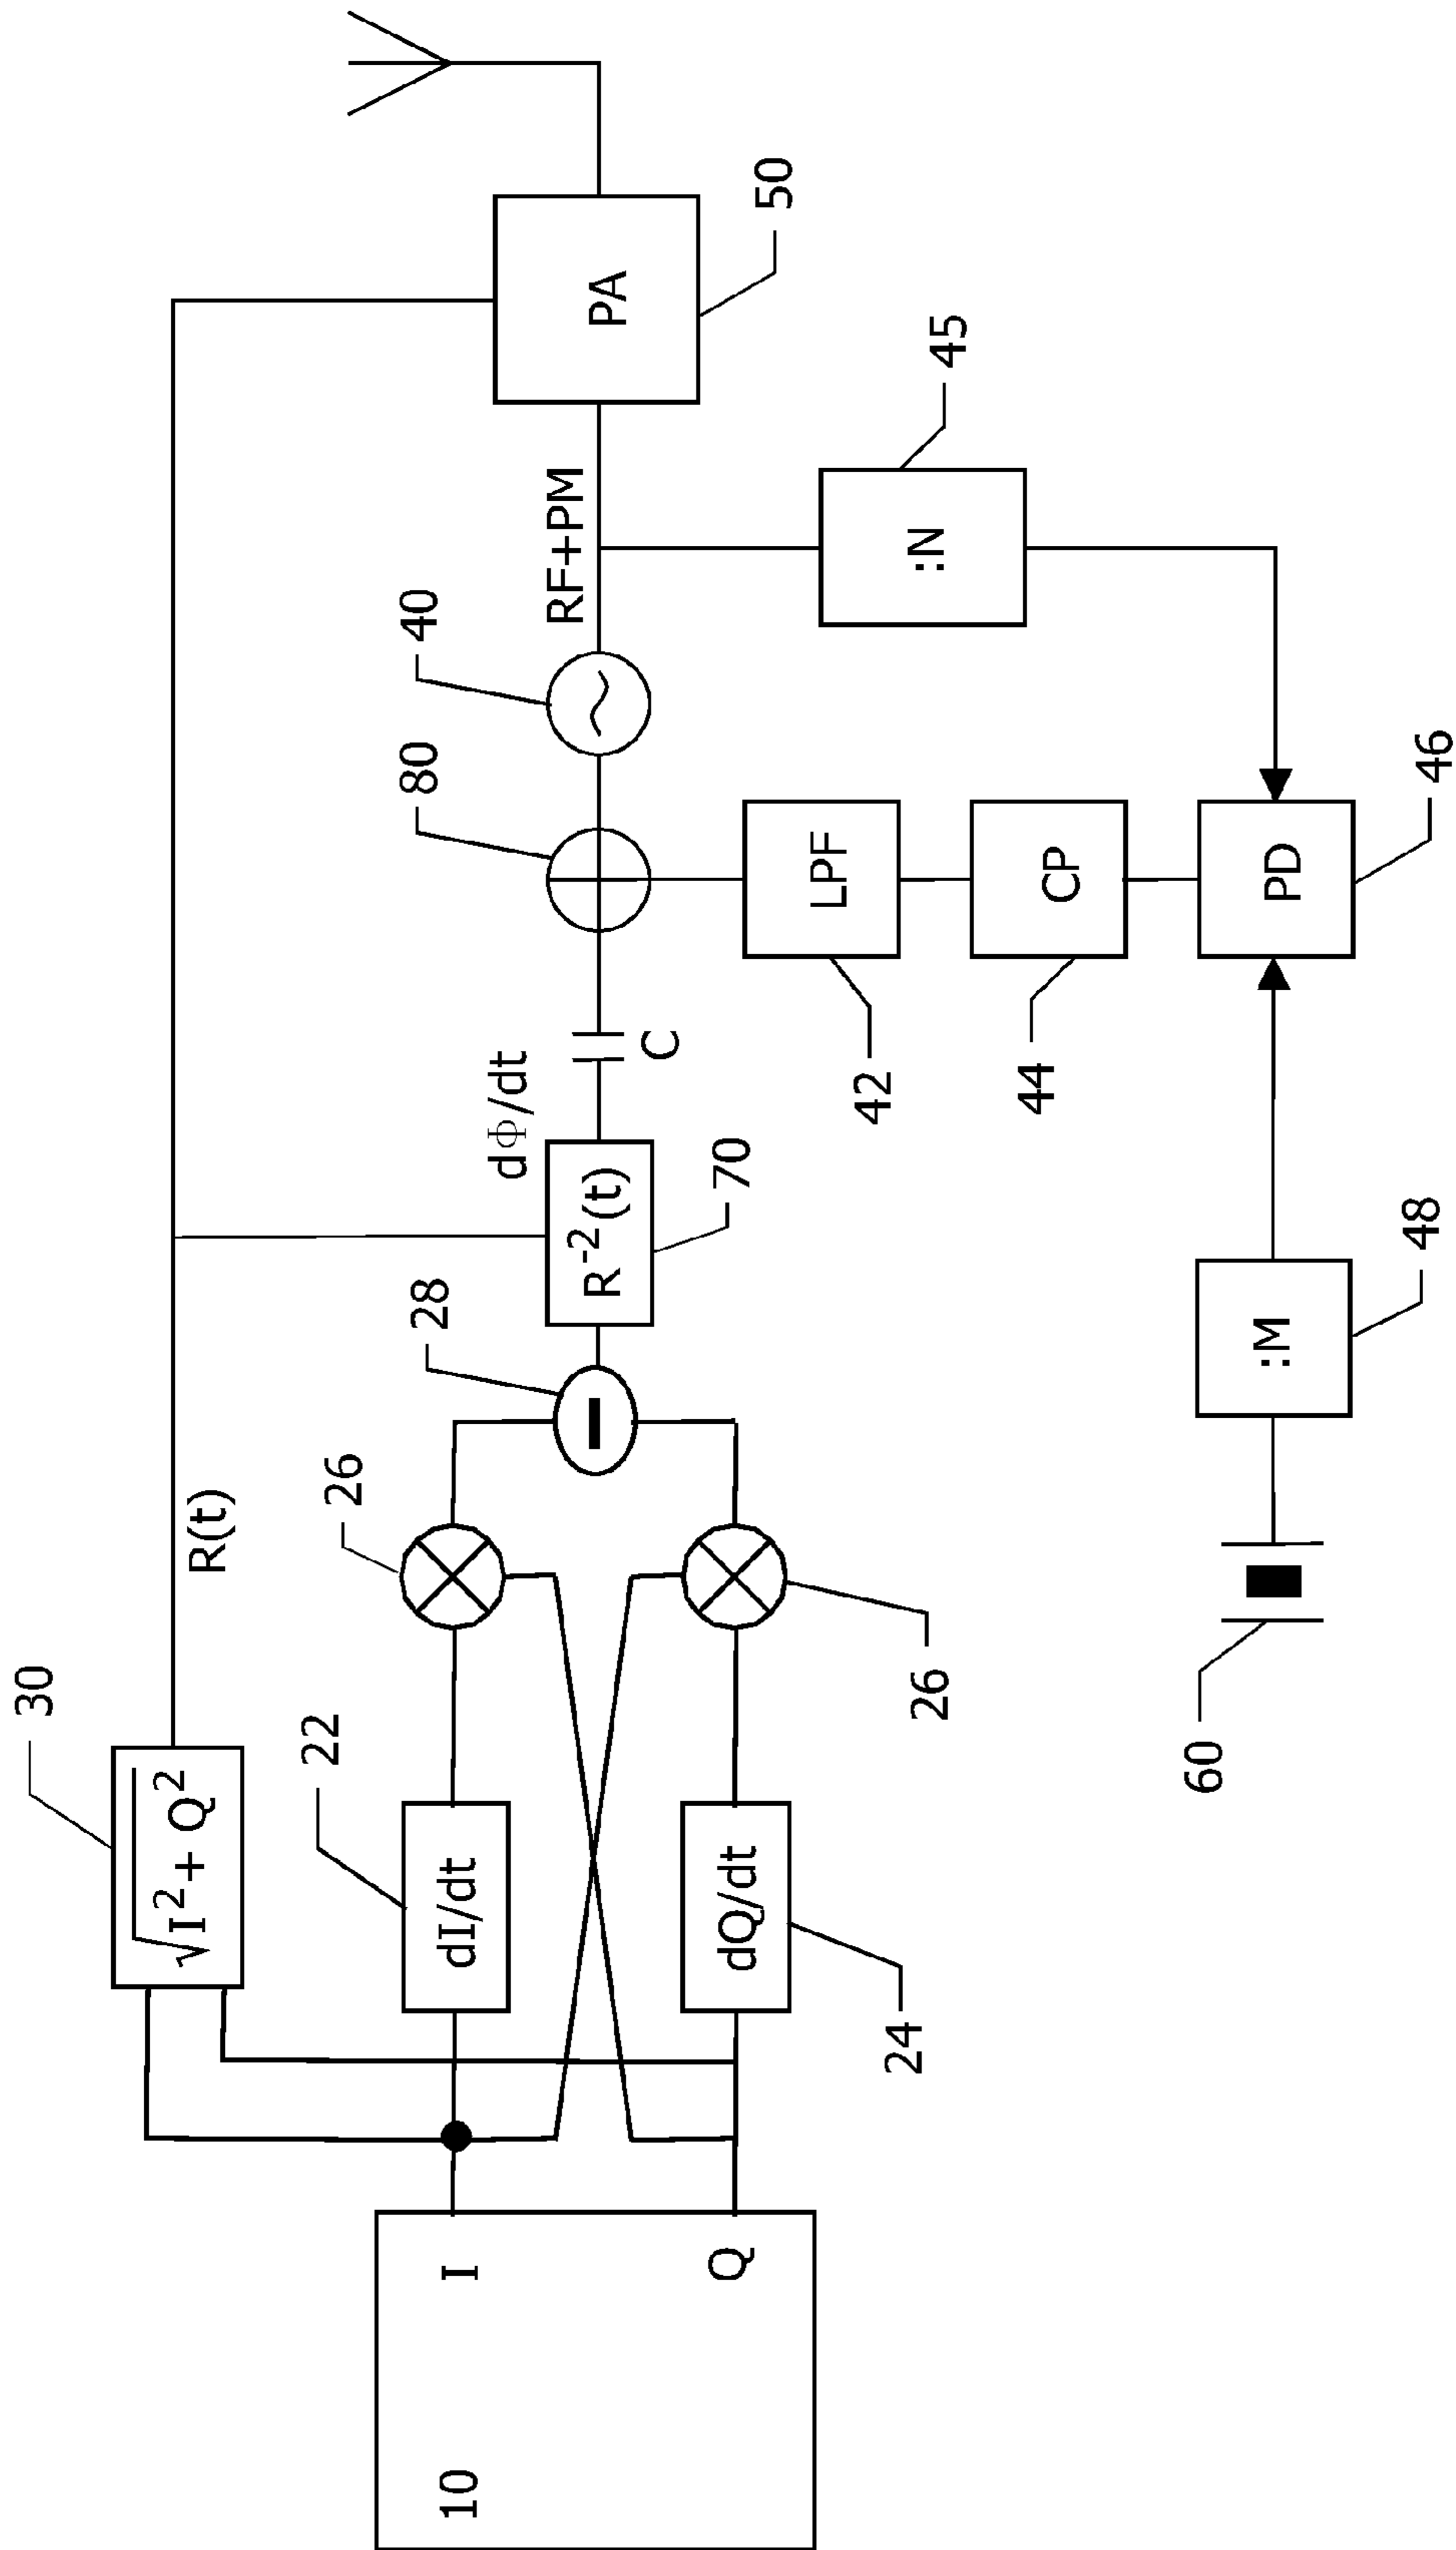 30
√I²+Q²
R(t)
22
dI/dt
26
28
dΦ/dt
80
40
RF+PM
10
I
Q
R⁻²(t)
70
C
PA
50
24
dQ/dt
26
42
LPF
:N
45
44
CP
60
:M
48
PD
46